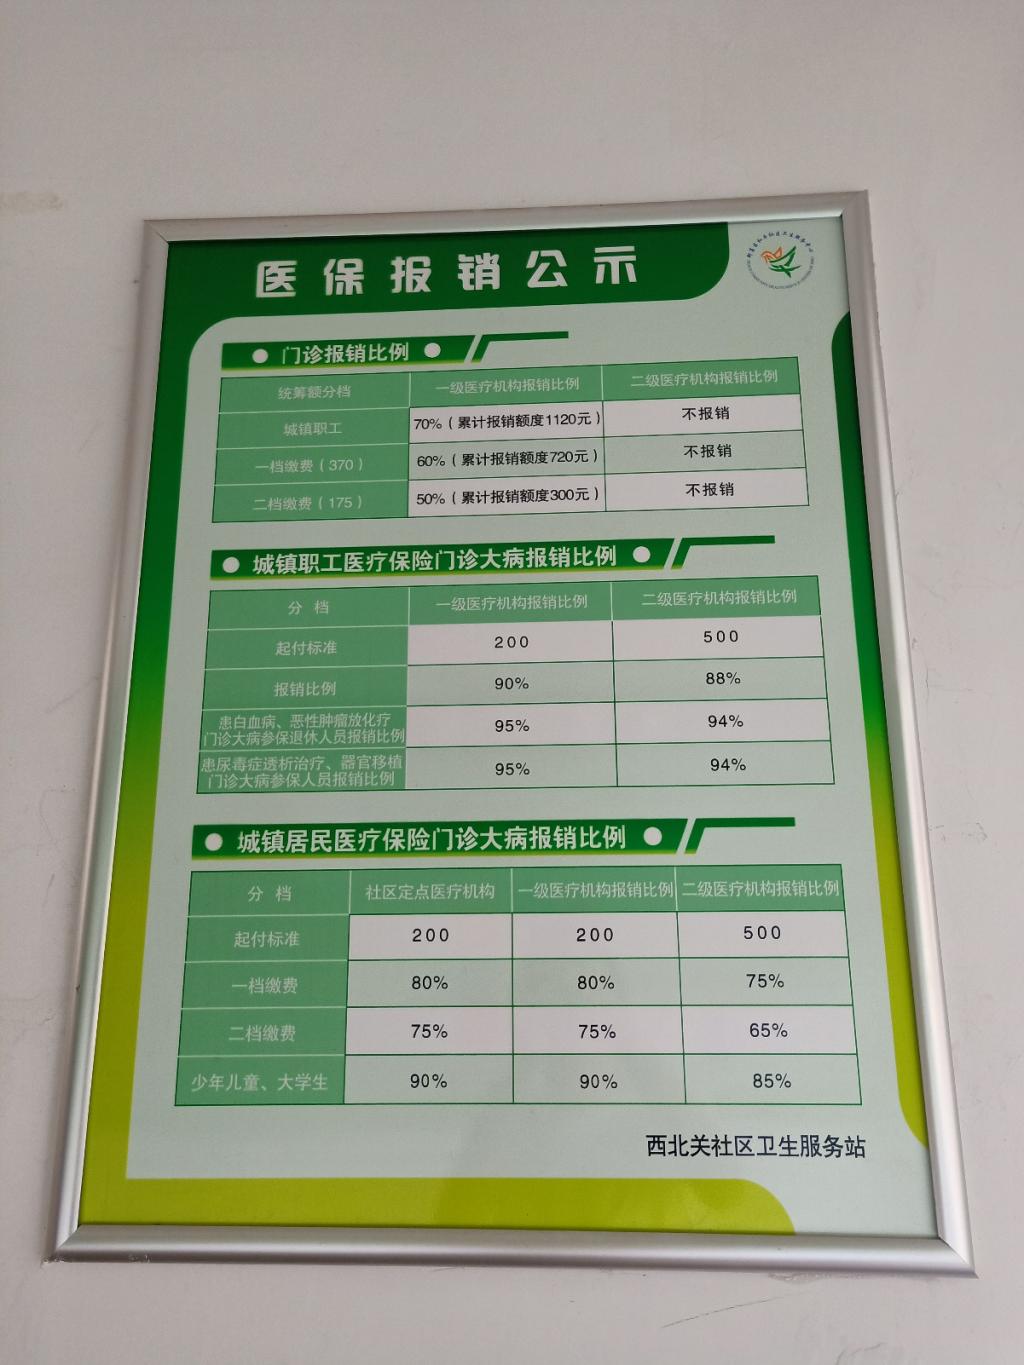 医保报销公示
门诊报销比例
统筹额分档 一级医疗机构报销比例 二级医疗机构报销比例
城镇职工 70%（累计报销额度1120元） 不报销
一档缴费（370） 60%（累计报销额度720元） 不报销
二档缴费（175） 50%（累计报销额度300元） 不报销
城镇职工医疗保险门诊大病报销比例
分 档 一级医疗机构报销比例 二级医疗机构报销比例
起付标准 200 500
报销比例 90% 88%
患白血病、恶性肿瘤放化疗
门诊大病参保退休人员报销比例 95% 94%
患尿毒症透析治疗、器官移植
门诊大病参保人员报销比例 95% 94%
城镇居民医疗保险门诊大病报销比例
分 档 社区定点医疗机构 一级医疗机构报销比例 二级医疗机构报销比例
起付标准 200 200 500
一档缴费 80% 80% 75%
二档缴费 75% 75% 65%
少年儿童、大学生 90% 90% 85%
西北关社区卫生服务站